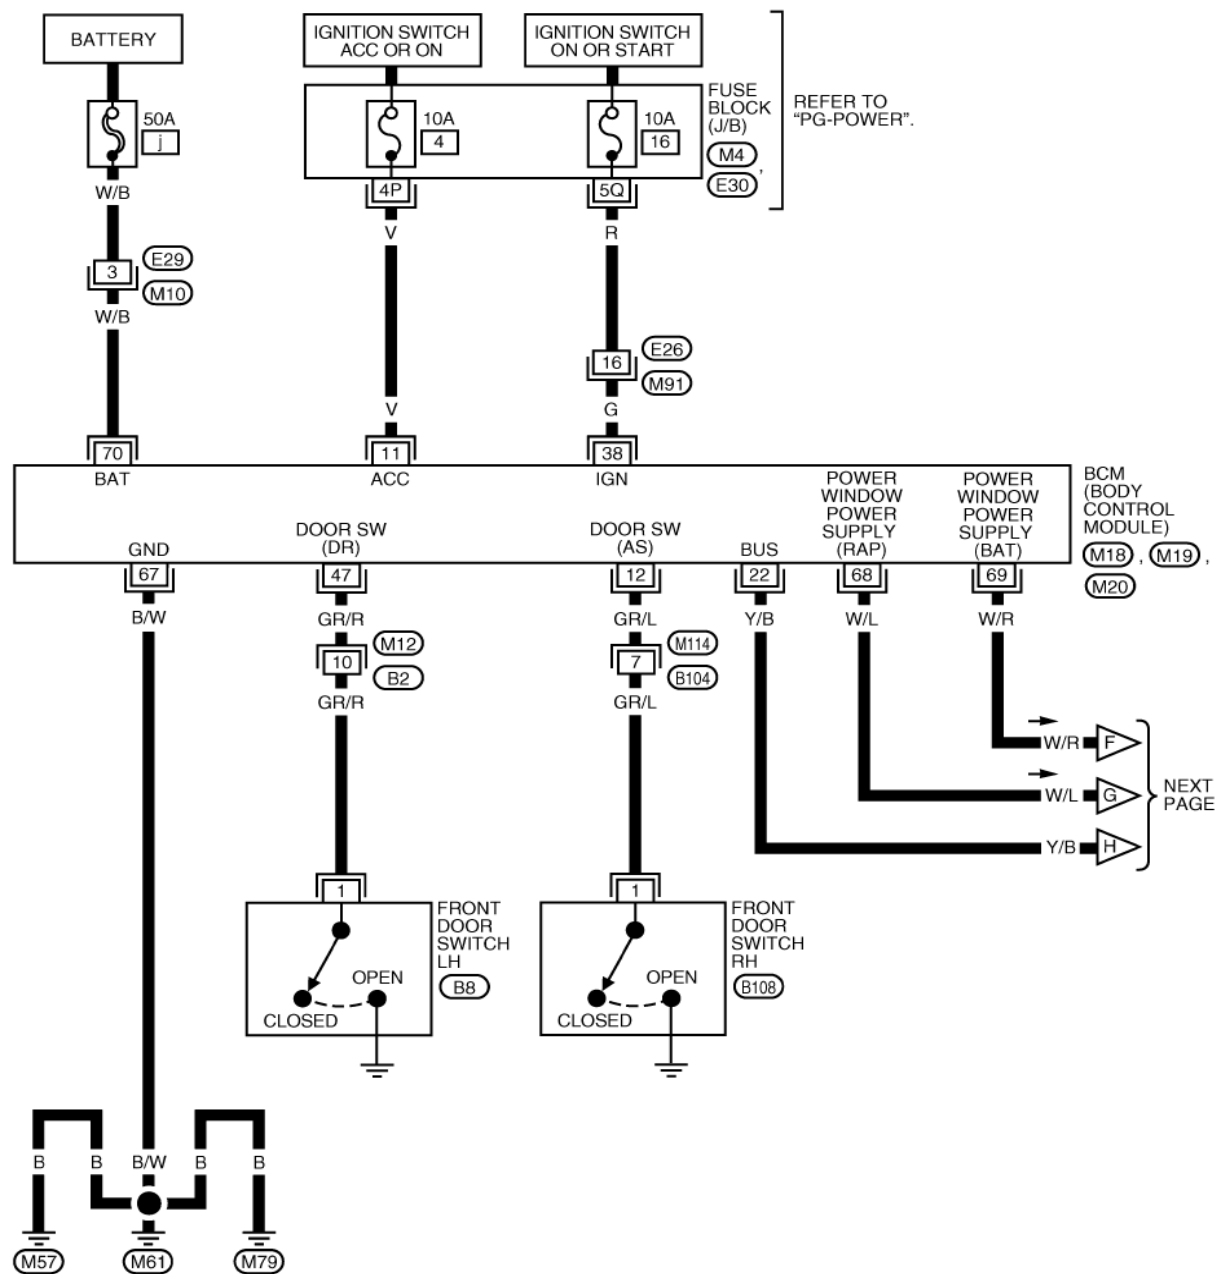 BATTERY
IGNITION SWITCH
ACC OR ON
IGNITION SWITCH
ON OR START
50A
j
10A
4
10A
16
FUSE
BLOCK
(J/B)
M4
,
E30
REFER TO
"PG-POWER".
W/B
4P
5Q
V
R
3
E29
M10
W/B
16
E26
M91
V
G
70
11
38
BAT
ACC
IGN
POWER
WINDOW
POWER
SUPPLY
(RAP)
POWER
WINDOW
POWER
SUPPLY
(BAT)
BCM
(BODY
CONTROL
MODULE)
M18 , M19 ,
M20
GND
DOOR SW
(DR)
DOOR SW
(AS)
BUS
67
47
12
22
68
69
B/W
GR/R
GR/L
Y/B
W/L
W/R
10
M12
B2
7
M114
B104
GR/R
GR/L
W/R
F
W/L
G
Y/B
H
NEXT
PAGE
1
FRONT
DOOR
SWITCH
LH
B8
OPEN
CLOSED
1
FRONT
DOOR
SWITCH
RH
B108
OPEN
CLOSED
B
B
B/W
B
B
M57
M61
M79